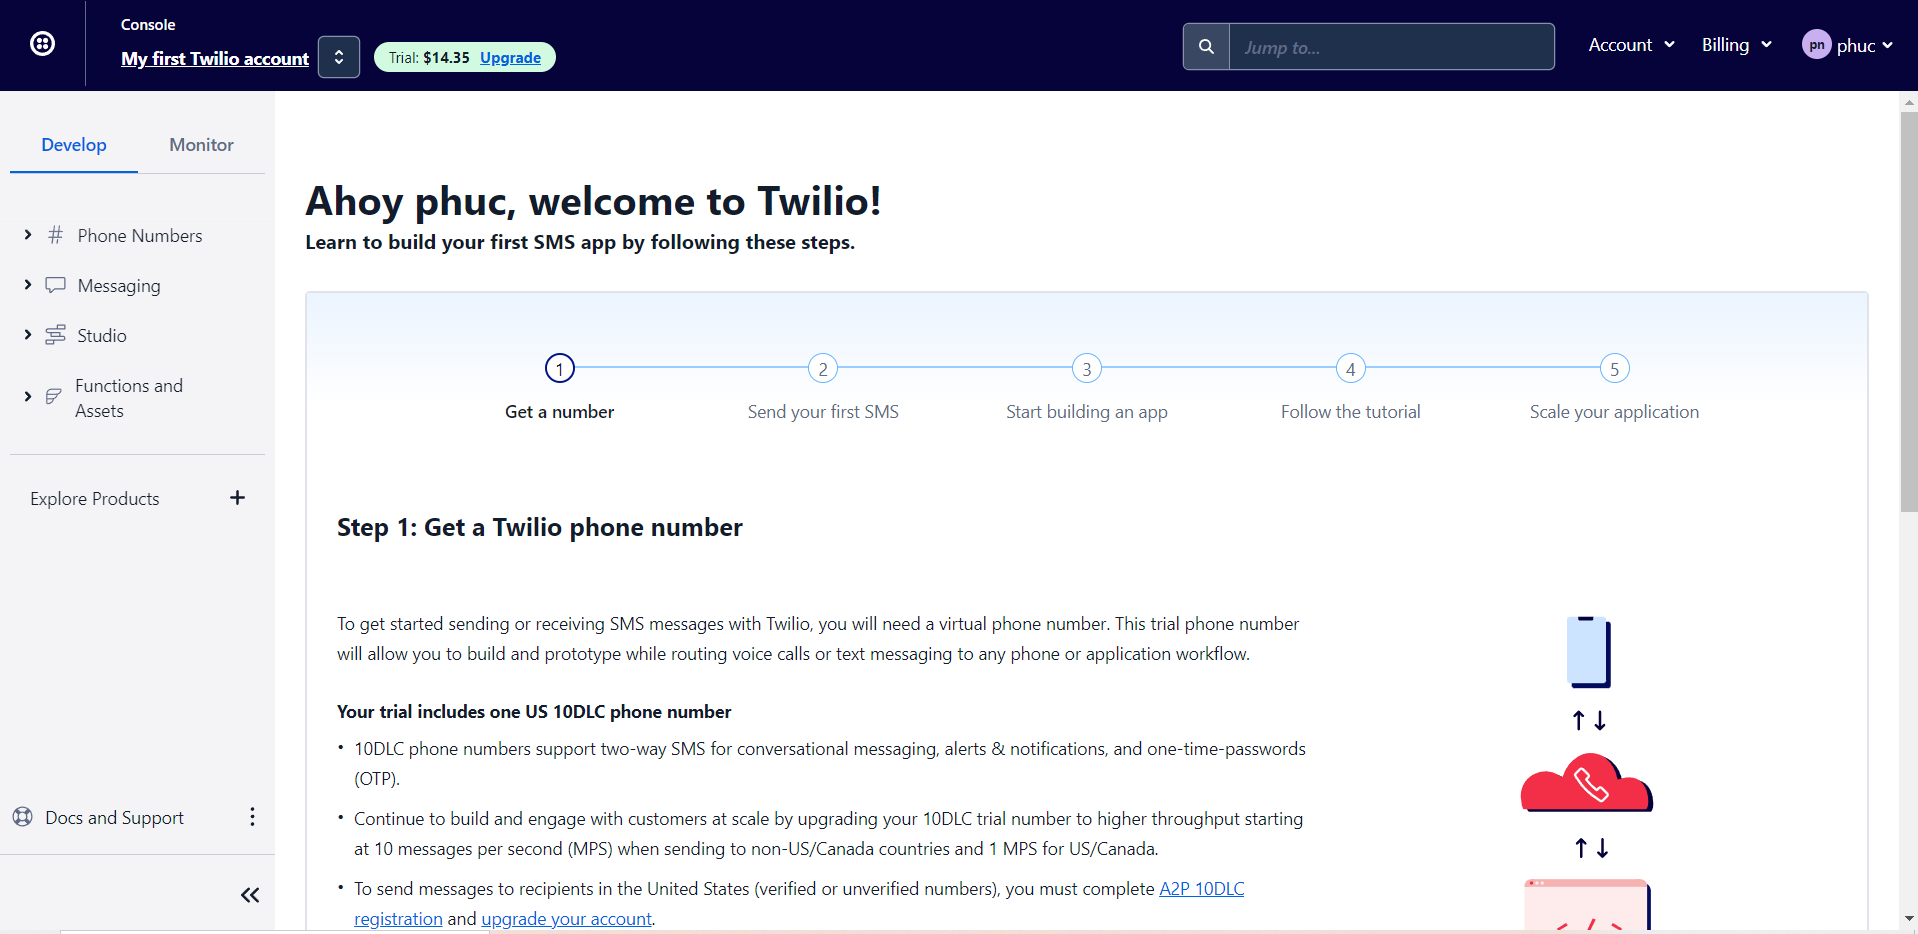 Console
My first Twilio account
Trial: $14.35 Upgrade
Jump to...
Account
Billing
pn phuc
Develop
Monitor
Phone Numbers
Messaging
Studio
Functions and
Assets
Explore Products
Docs and Support
Ahoy phuc, welcome to Twilio!
Learn to build your first SMS app by following these steps.
1
2
3
4
5
Get a number
Send your first SMS
Start building an app
Follow the tutorial
Scale your application
Step 1: Get a Twilio phone number
To get started sending or receiving SMS messages with Twilio, you will need a virtual phone number. This trial phone number
will allow you to build and prototype while routing voice calls or text messaging to any phone or application workflow.
Your trial includes one US 10DLC phone number
• 10DLC phone numbers support two-way SMS for conversational messaging, alerts & notifications, and one-time-passwords
(OTP).
• Continue to build and engage with customers at scale by upgrading your 10DLC trial number to higher throughput starting
at 10 messages per second (MPS) when sending to non-US/Canada countries and 1 MPS for US/Canada.
• To send messages to recipients in the United States (verified or unverified numbers), you must complete A2P 10DLC
registration and upgrade your account.